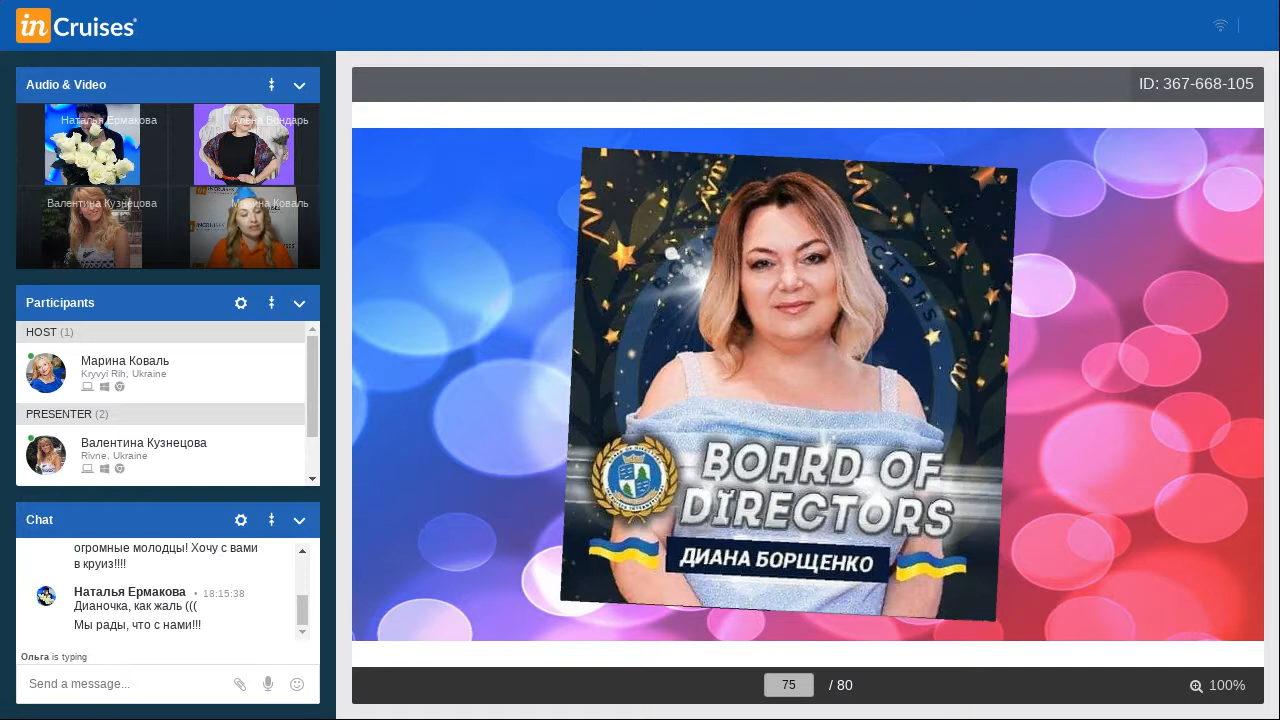 in Cruises®
Audio & Video
Наталья Ермакова
Алёна Бондарь
Валентина Кузнецова
Марина Коваль
Participants
HOST (1)
Марина Коваль
Kryvyi Rih, Ukraine
PRESENTER (2)
Валентина Кузнецова
Rivne, Ukraine
Chat
огромные молодцы! Хочу с вами
в круиз!!!!
Наталья Ермакова • 18:15:38
Дианочка, как жаль (((
Мы рады, что с нами!!!
Ольга is typing
Send a message...
ID: 367-668-105
BOARD OF
DIRECTORS
ДИАНА БОРЩЕНКО
75 / 80
100%